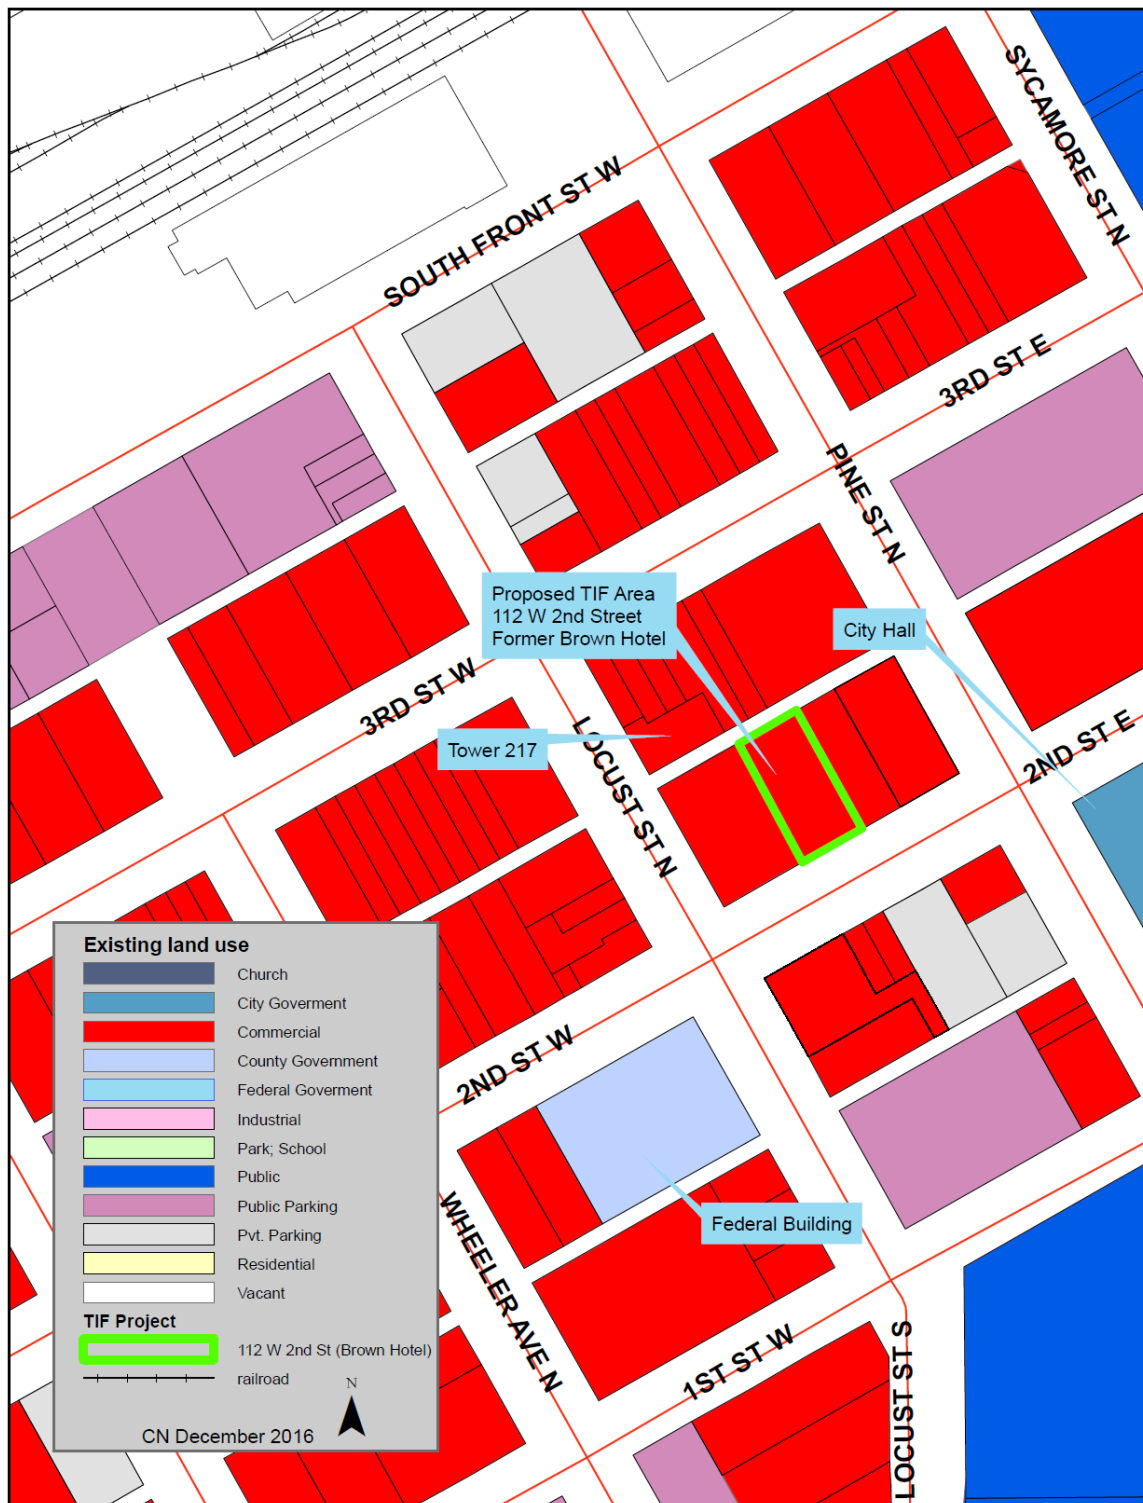 SYCAMORE ST N
SOUTH FRONT ST W
3RD ST E
PINE ST N
Proposed TIF Area
112 W 2nd Street
Former Brown Hotel
City Hall
3RD ST W
Tower 217
LOCUST ST N
2ND ST E
2ND ST W
Federal Building
WHEELER AVE N
1ST ST W
LOCUST ST S
Existing land use
Church
City Goverment
Commercial
County Government
Federal Goverment
Industrial
Park; School
Public
Public Parking
Pvt. Parking
Residential
Vacant
TIF Project
112 W 2nd St (Brown Hotel)
railroad
N
CN December 2016